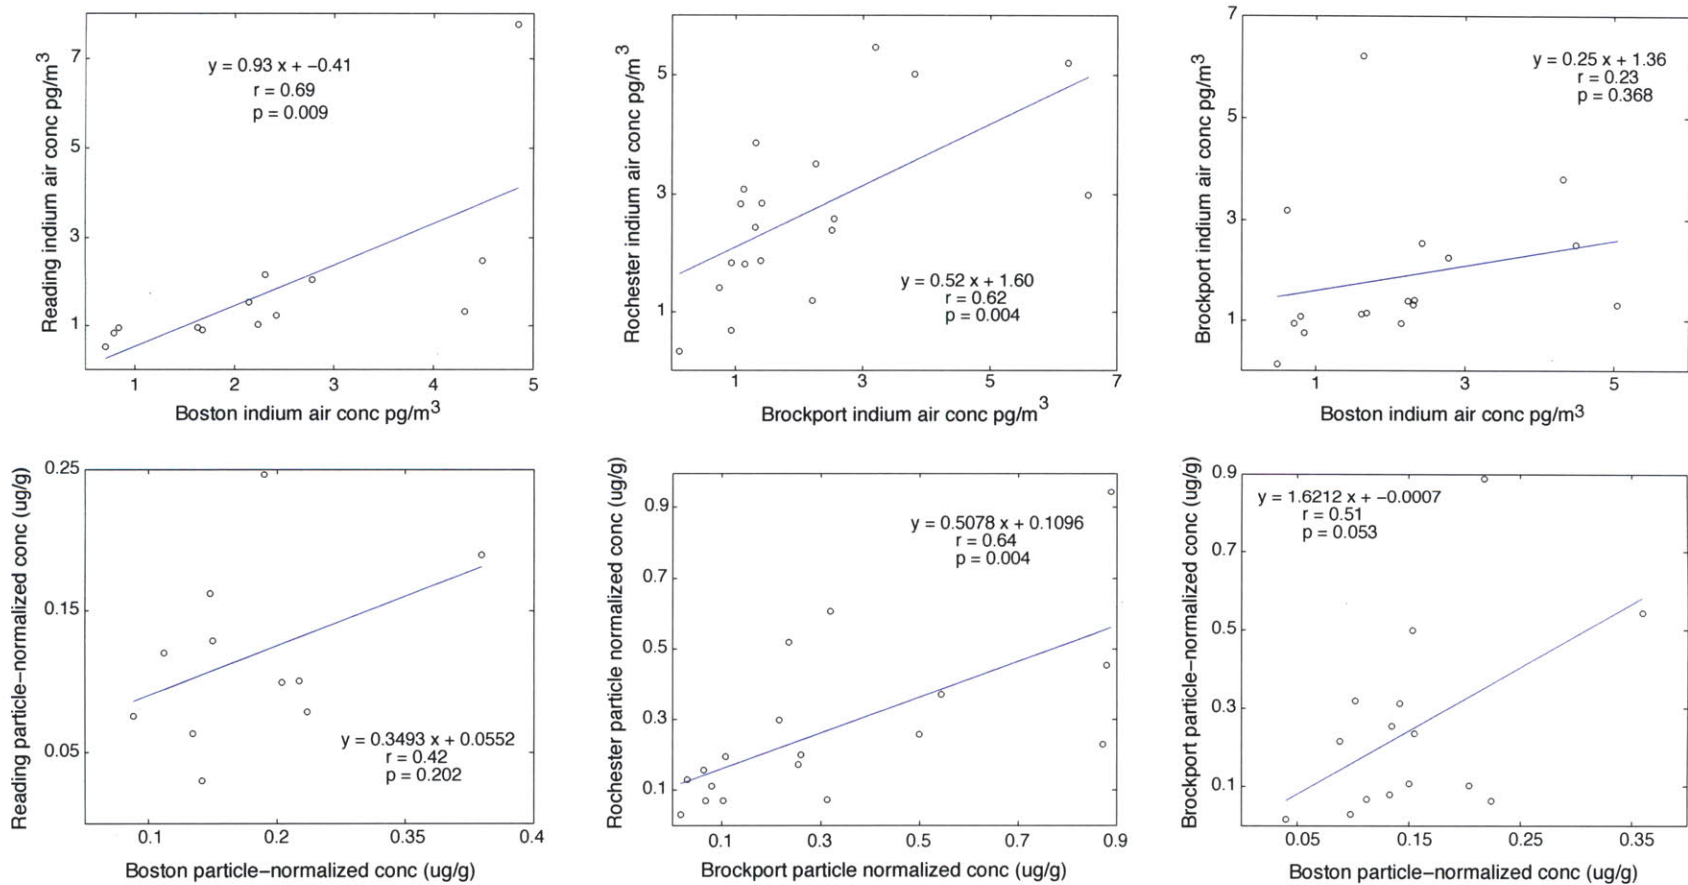 7
5
3
1
Reading indium air conc pg/m³
y = 0.93 x + −0.41
r = 0.69
p = 0.009
1 2 3 4 5
Boston indium air conc pg/m³
5
3
1
Rochester indium air conc pg/m³
y = 0.52 x + 1.60
r = 0.62
p = 0.004
1 3 5 7
Brockport indium air conc pg/m³
7
5
3
1
Brockport indium air conc pg/m³
y = 0.25 x + 1.36
r = 0.23
p = 0.368
1 3 5
Boston indium air conc pg/m³
0.25
0.15
0.05
Reading particle−normalized conc (ug/g)
y = 0.3493 x + 0.0552
r = 0.42
p = 0.202
0.1 0.2 0.35 0.4
Boston particle−normalized conc (ug/g)
0.9
0.7
0.5
0.3
0.1
Rochester particle normalized conc (ug/g)
y = 0.5078 x + 0.1096
r = 0.64
p = 0.004
0.1 0.3 0.5 0.7 0.9
Brockport particle normalized conc (ug/g)
0.9
0.7
0.5
0.3
0.1
Brockport particle−normalized conc (ug/g)
y = 1.6212 x + −0.0007
r = 0.51
p = 0.053
0.05 0.15 0.25 0.35
Boston particle−normalized conc (ug/g)